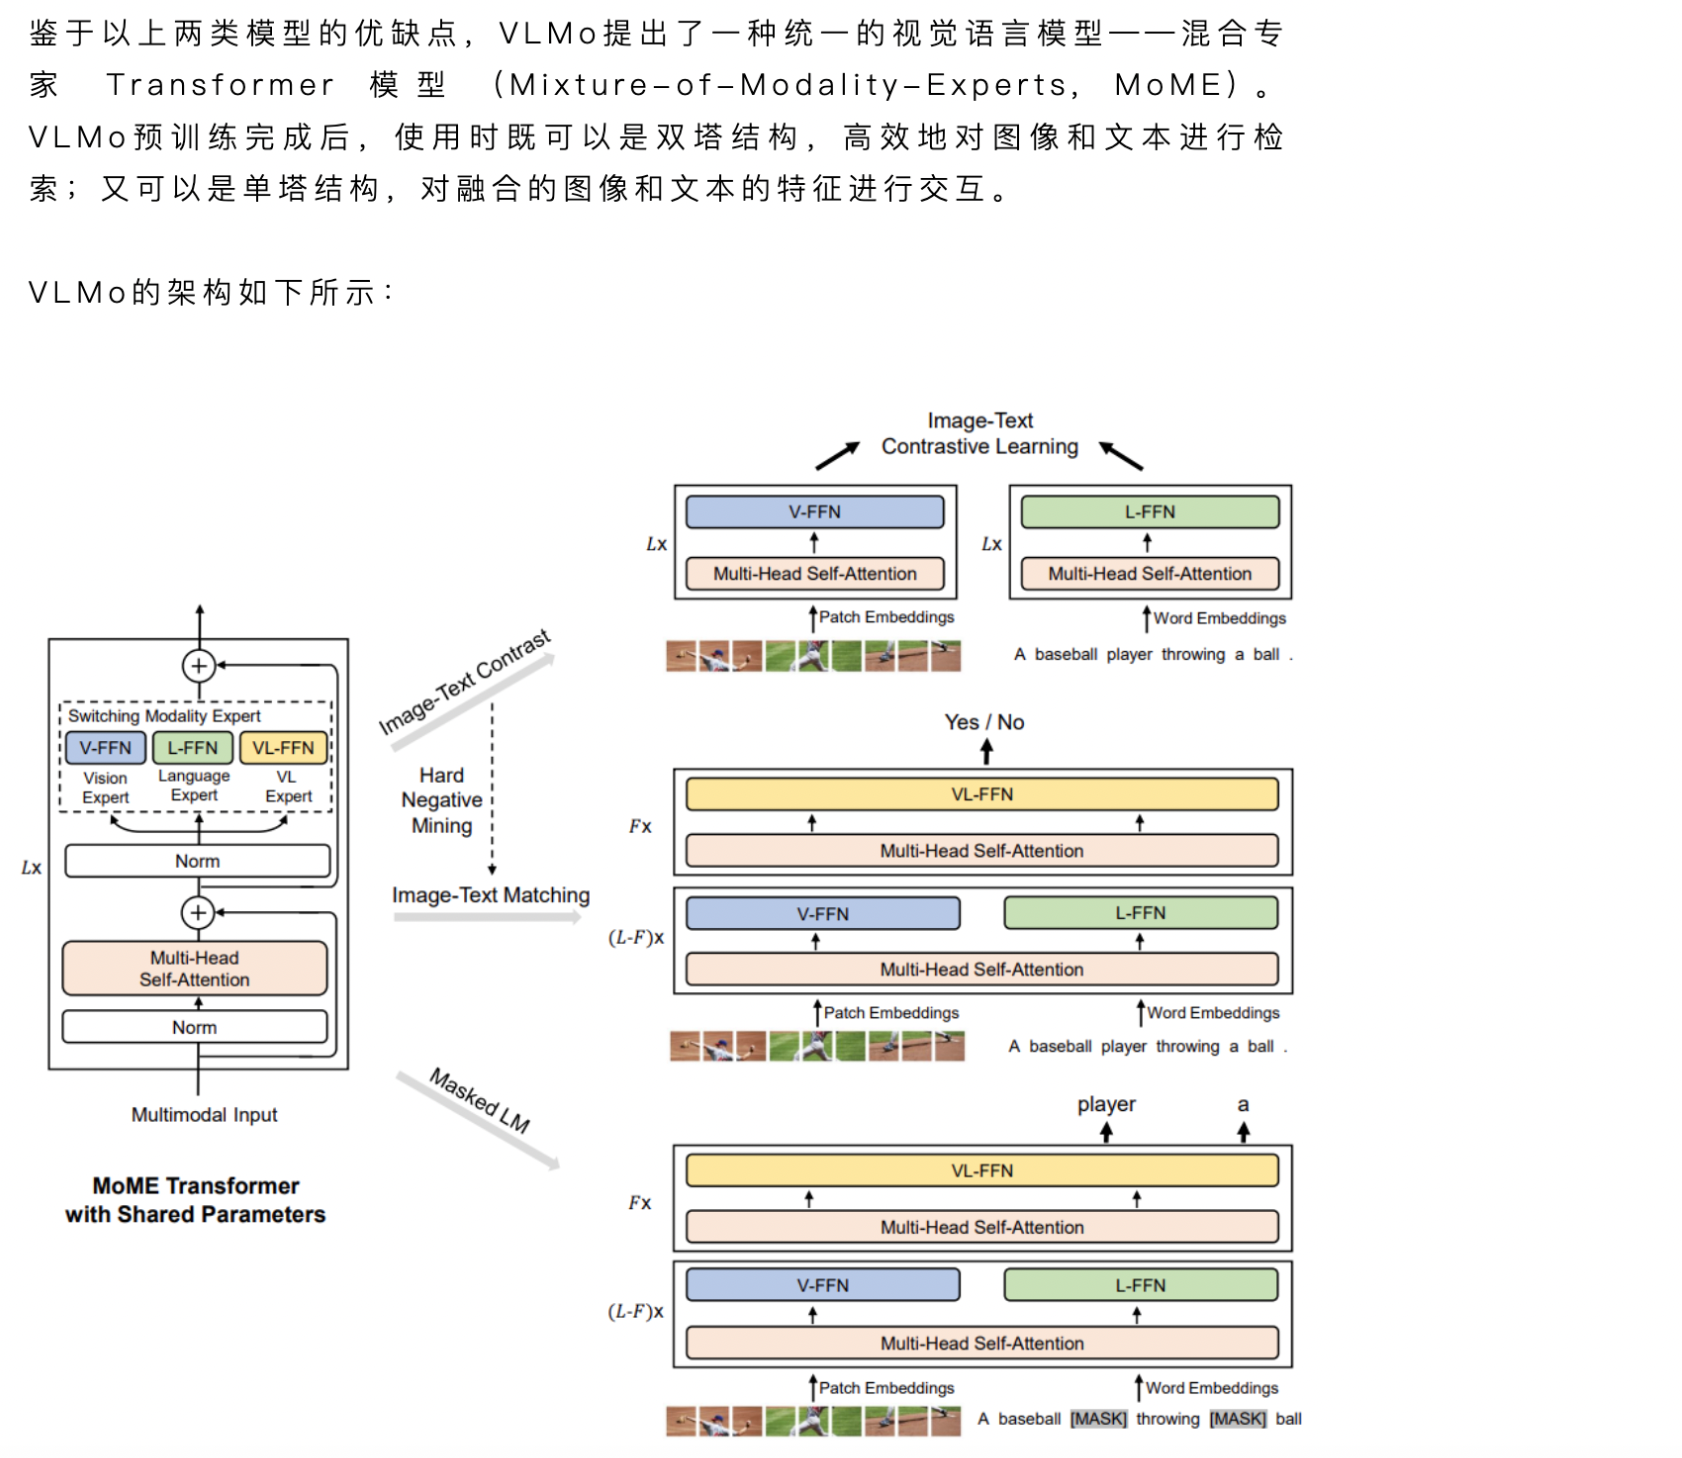 鉴于以上两类模型的优缺点，VLMo提出了一种统一的视觉语言模型——混合专
家 Transformer 模型 （Mixture-of-Modality-Experts, MoME）。
VLMo预训练完成后，使用时既可以是双塔结构，高效地对图像和文本进行检
索；又可以是单塔结构，对融合的图像和文本的特征进行交互。
VLMo的架构如下所示：
Lx
Switching Modality Expert
V-FFN L-FFN VL-FFN
Vision Expert
Language Expert
VL Expert
Norm
Multi-Head
Self-Attention
Norm
Multimodal Input
MoME Transformer
with Shared Parameters
Image-Text Contrast
Hard
Negative
Mining
Image-Text Matching
Masked LM
Image-Text
Contrastive Learning
Lx
V-FFN
Multi-Head Self-Attention
Patch Embeddings
Lx
L-FFN
Multi-Head Self-Attention
Word Embeddings
A baseball player throwing a ball .
Yes / No
Fx
VL-FFN
Multi-Head Self-Attention
(L-F)x
V-FFN L-FFN
Multi-Head Self-Attention
Patch Embeddings Word Embeddings
A baseball player throwing a ball .
player a
Fx
VL-FFN
Multi-Head Self-Attention
(L-F)x
V-FFN L-FFN
Multi-Head Self-Attention
Patch Embeddings Word Embeddings
A baseball [MASK] throwing [MASK] ball